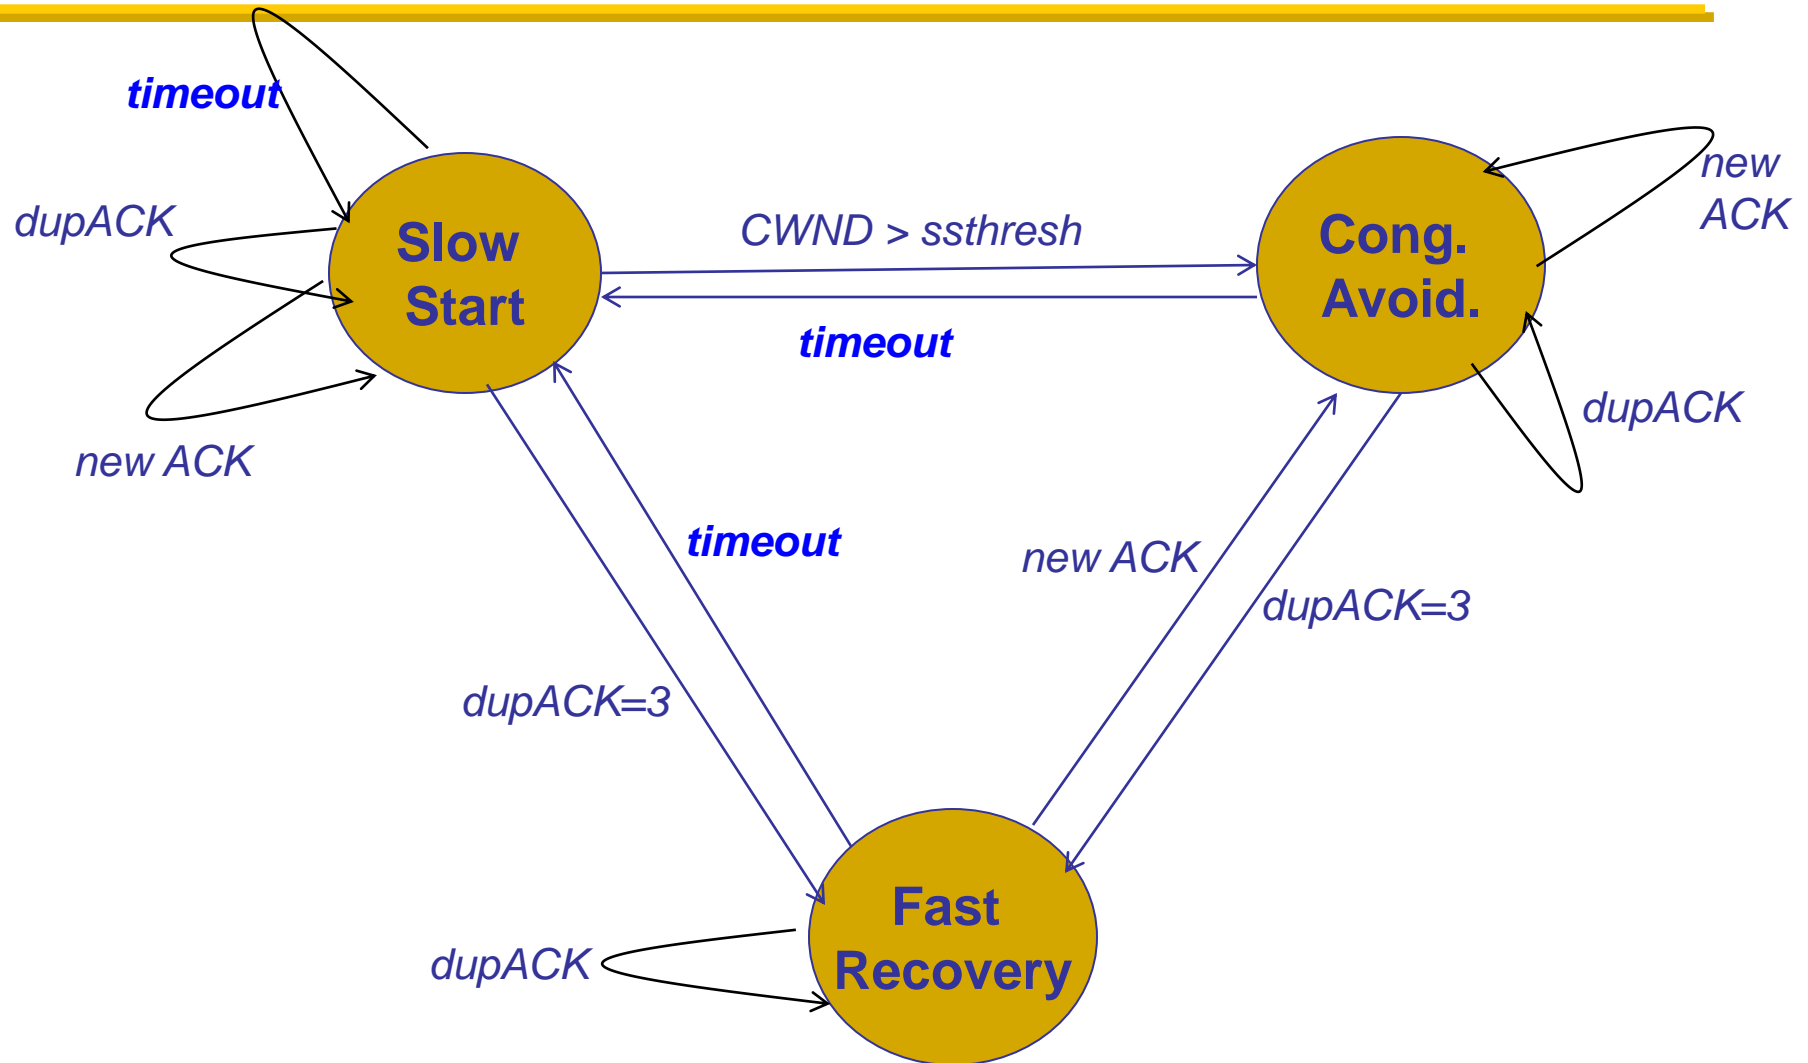 timeout
dupACK
Slow
Start
new ACK
CWND > ssthresh
timeout
Cong.
Avoid.
new
ACK
dupACK
timeout
new ACK
dupACK=3
dupACK=3
Fast
Recovery
dupACK